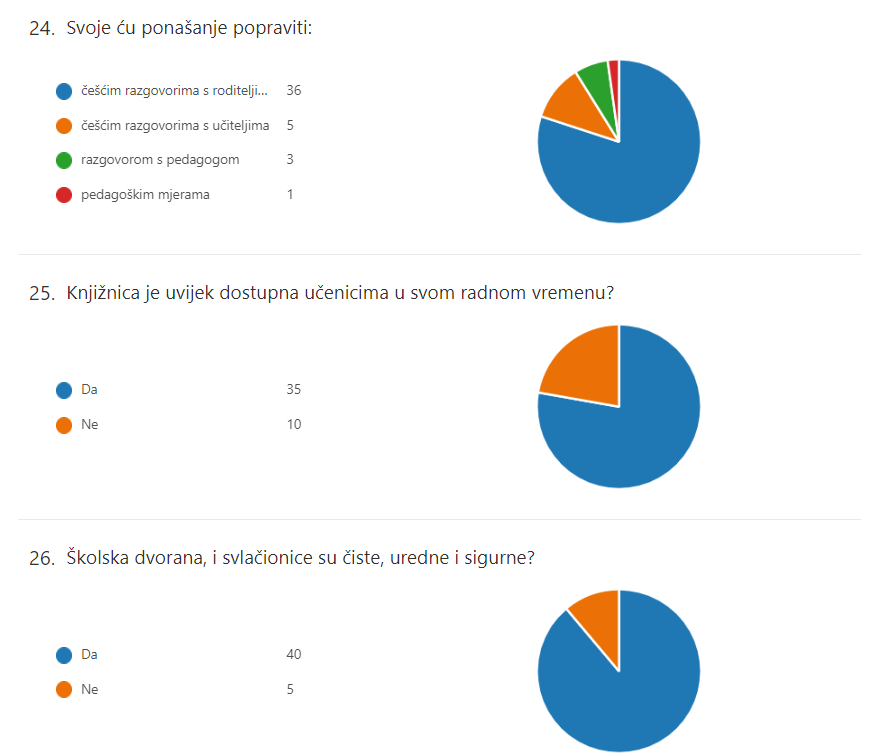 24. Svoje ću ponašanje popraviti:
češćim razgovorima s roditelji... 36
češćim razgovorima s učiteljima 5
razgovorom s pedagogom 3
pedagoškim mjerama 1
25. Knjižnica je uvijek dostupna učenicima u svom radnom vremenu?
Da 35
Ne 10
26. Školska dvorana, i svlačionice su čiste, uredne i sigurne?
Da 40
Ne 5